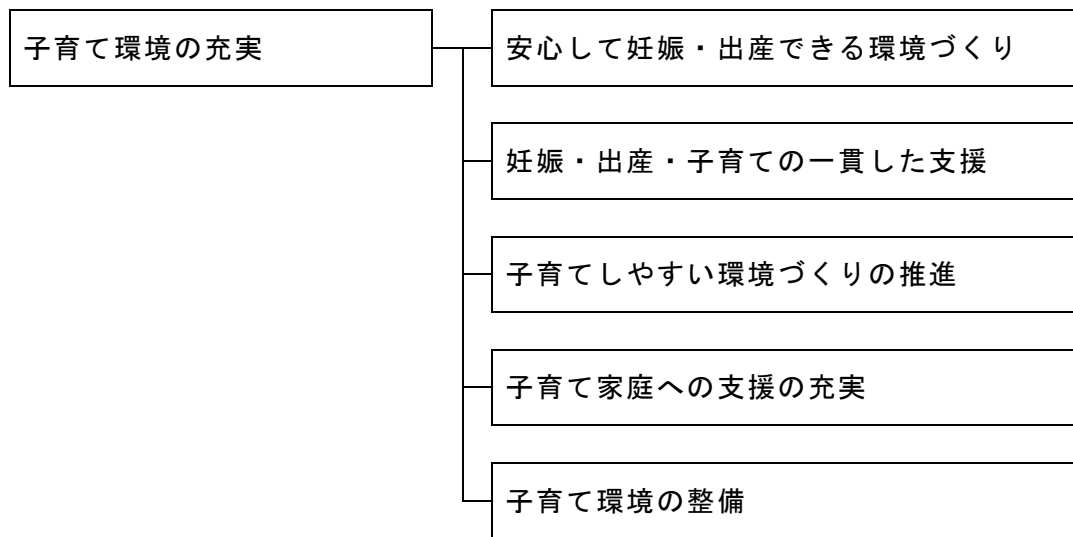 子育て環境の充実
安心して妊娠・出産できる環境づくり
妊娠・出産・子育ての一貫した支援
子育てしやすい環境づくりの推進
子育て家庭への支援の充実
子育て環境の整備